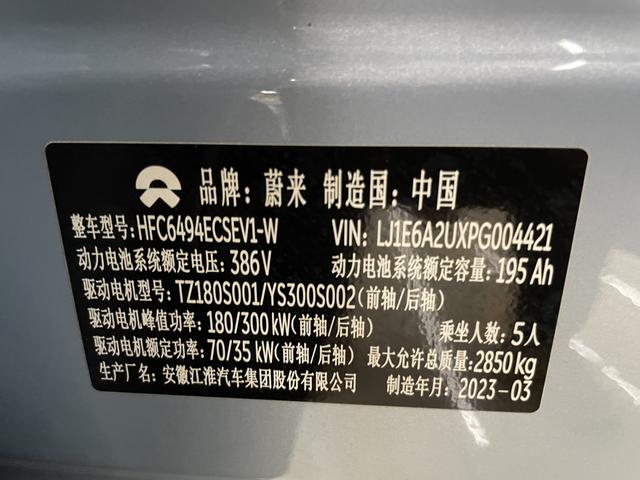 品牌: 蔚来 制造国: 中国
整车型号: HFC6494ECSEV1-W VIN: LJ1E6A2UXPG004421
动力电池系统额定电压: 386V 动力电池系统额定容量: 195 Ah
驱动电机型号: TZ180S001/YS300S002(前轴/后轴)
驱动电机峰值功率: 180/300kW(前轴/后轴) 乘坐人数: 5人
驱动电机额定功率: 70/35 kW(前轴/后轴) 最大允许总质量: 2850kg
生产厂名: 安徽江淮汽车集团股份有限公司 制造年月: 2023-03